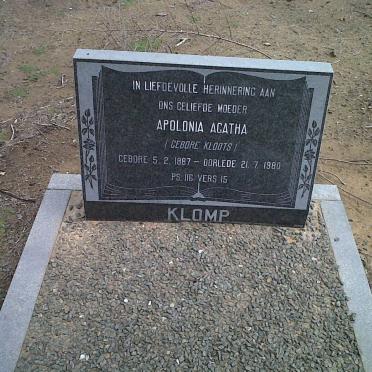 IN LIEFDEVOLLE HERINNERING AAN
ONS GELIEFDE MOEDER
APOLONIA AGATHA
(GEBORE KLOOTS)
GEBORE 5. 2. 1887 - OORLEDE 21. 7. 1980
PS. 116 VERS 15
KLOMP